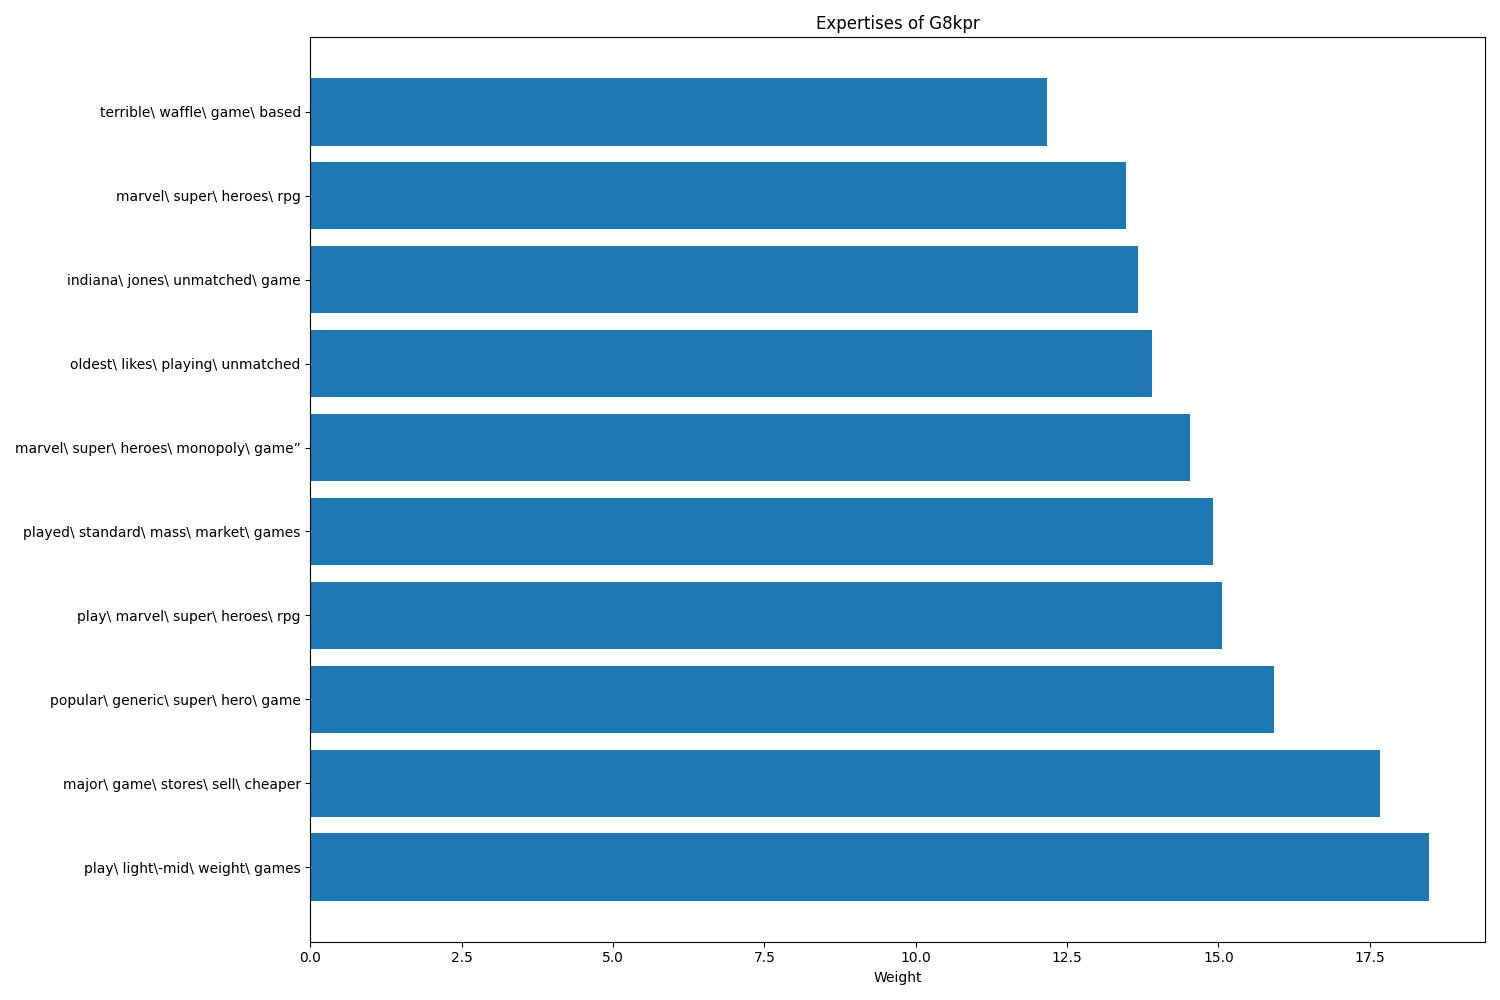 Expertises of G8kpr
terrible\ waffle\ game\ based
marvel\ super\ heroes\ rpg
indiana\ jones\ unmatched\ game
oldest\ likes\ playing\ unmatched
marvel\ super\ heroes\ monopoly\ game”
played\ standard\ mass\ market\ games
play\ marvel\ super\ heroes\ rpg
popular\ generic\ super\ hero\ game
major\ game\ stores\ sell\ cheaper
play\ light\-mid\ weight\ games
0.0 2.5 5.0 7.5 10.0 12.5 15.0 17.5
Weight